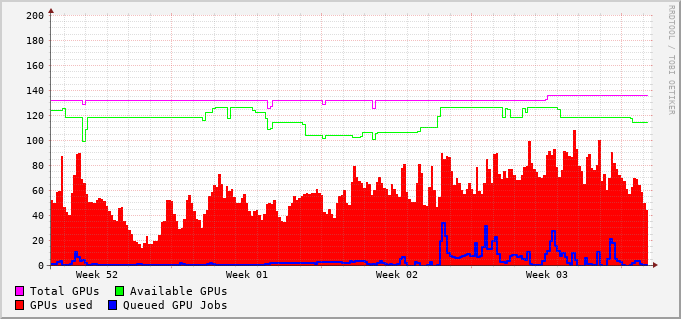 200
180
160
140
120
100
80
60
40
20
0
Week 52 Week 01 Week 02 Week 03
Total GPUs Available GPUs
GPUs used Queued GPU Jobs
RRDTOOL / TOBI OETIKER